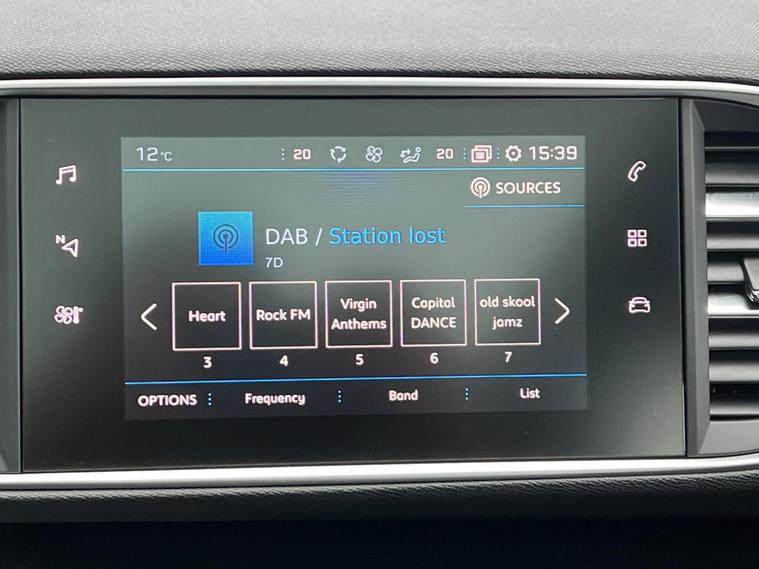 12°C 20 20 15:39
SOURCES
N
DAB / Station lost
7D
Heart
Rock FM
Virgin
Anthems
Capital
DANCE
old skool
jamz
3 4 5 6 7
OPTIONS Frequency Band List